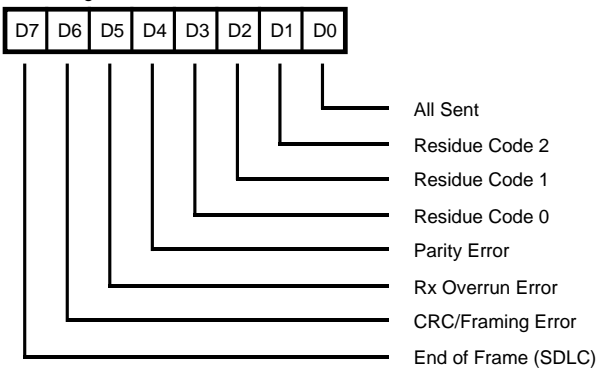 D7 D6 D5 D4 D3 D2 D1 D0
All Sent
Residue Code 2
Residue Code 1
Residue Code 0
Parity Error
Rx Overrun Error
CRC/Framing Error
End of Frame (SDLC)